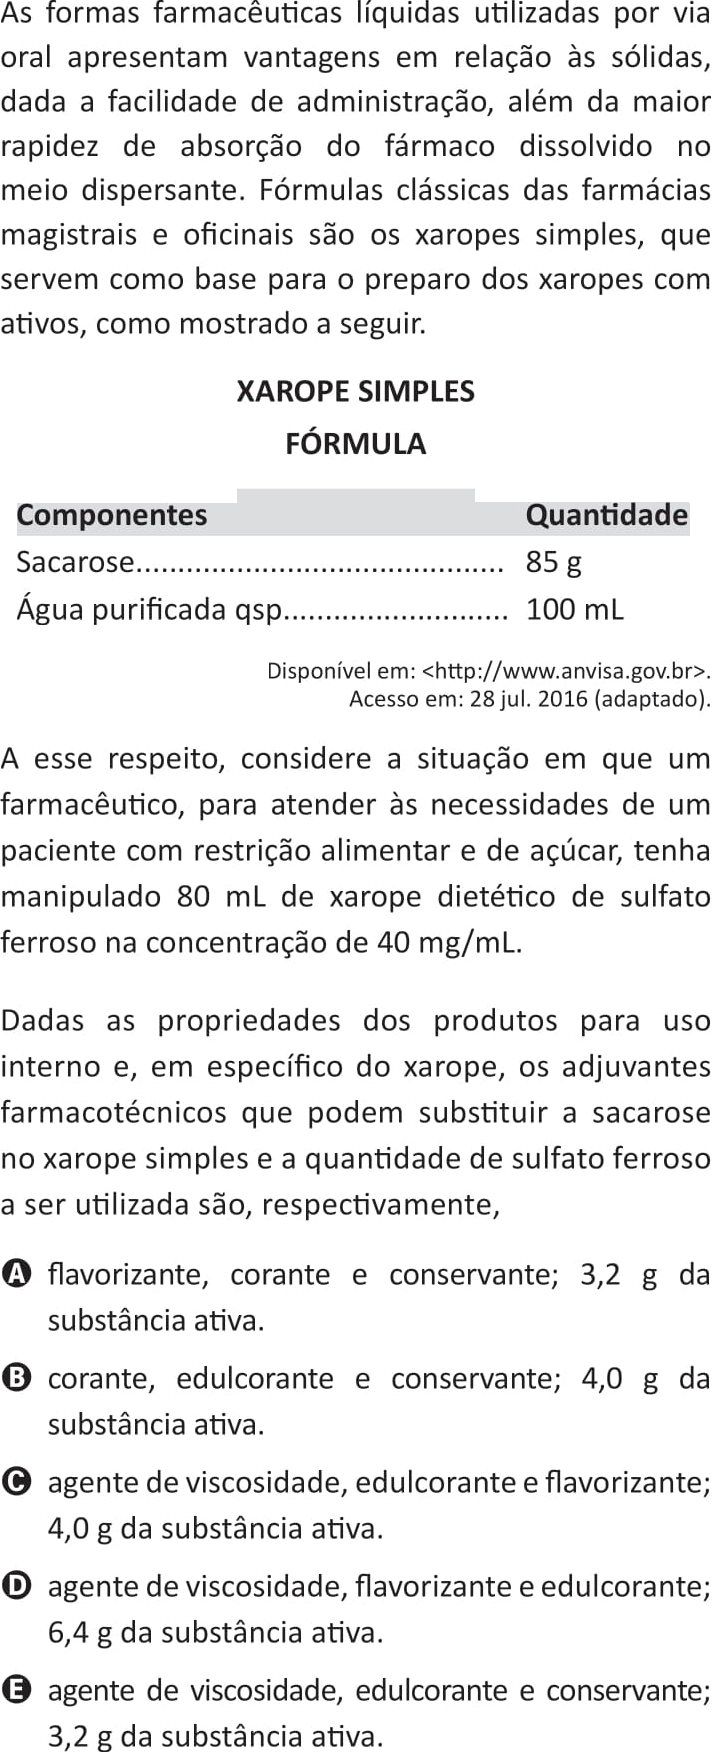 As formas farmacêuticas líquidas utilizadas por via
oral apresentam vantagens em relação às sólidas,
dada a facilidade de administração, além da maior
rapidez de absorção do fármaco dissolvido no
meio dispersante. Fórmulas clássicas das farmácias
magistrais e oficinais são os xaropes simples, que
servem como base para o preparo dos xaropes com
ativos, como mostrado a seguir.
XAROPE SIMPLES
FÓRMULA
Componentes Quantidade
Sacarose............................................ 85 g
Água purificada qsp........................... 100 mL
Disponível em: <http://www.anvisa.gov.br>.
Acesso em: 28 jul. 2016 (adaptado).
A esse respeito, considere a situação em que um
farmacêutico, para atender às necessidades de um
paciente com restrição alimentar e de açúcar, tenha
manipulado 80 mL de xarope dietético de sulfato
ferroso na concentração de 40 mg/mL.
Dadas as propriedades dos produtos para uso
interno e, em específico do xarope, os adjuvantes
farmacotécnicos que podem substituir a sacarose
no xarope simples e a quantidade de sulfato ferroso
a ser utilizada são, respectivamente,
A flavorizante, corante e conservante; 3,2 g da
substância ativa.
B corante, edulcorante e conservante; 4,0 g da
substância ativa.
C agente de viscosidade, edulcorante e flavorizante;
4,0 g da substância ativa.
D agente de viscosidade, flavorizante e edulcorante;
6,4 g da substância ativa.
E agente de viscosidade, edulcorante e conservante;
3,2 g da substância ativa.